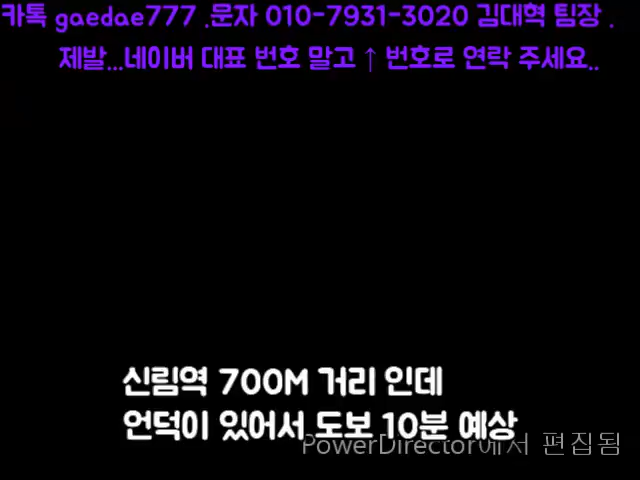 카톡 gaedae777 .문자 010-7931-3020 김대혁 팀장 .
제발...네이버 대표 번호 말고 ↑ 번호로 연락 주세요..
신림역 700M 거리 인데
언덕이 있어서 도보 10분 예상
PowerDirector에서 편집됨